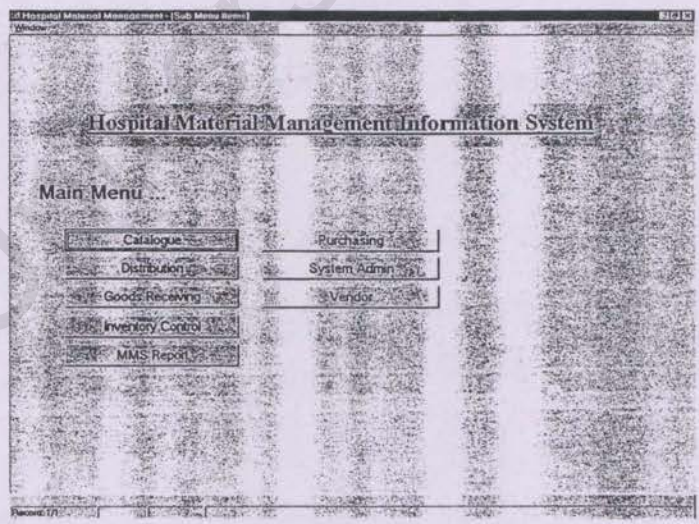 Hospital Material Management - [Sub Menu Items]
Window
Hospital Material Management Information System
Main Menu ...
Catalogue
Purchasing
Distribution
System Admin
Goods Receiving
Vendor
Inventory Control
MMS Report
Record: 1/1